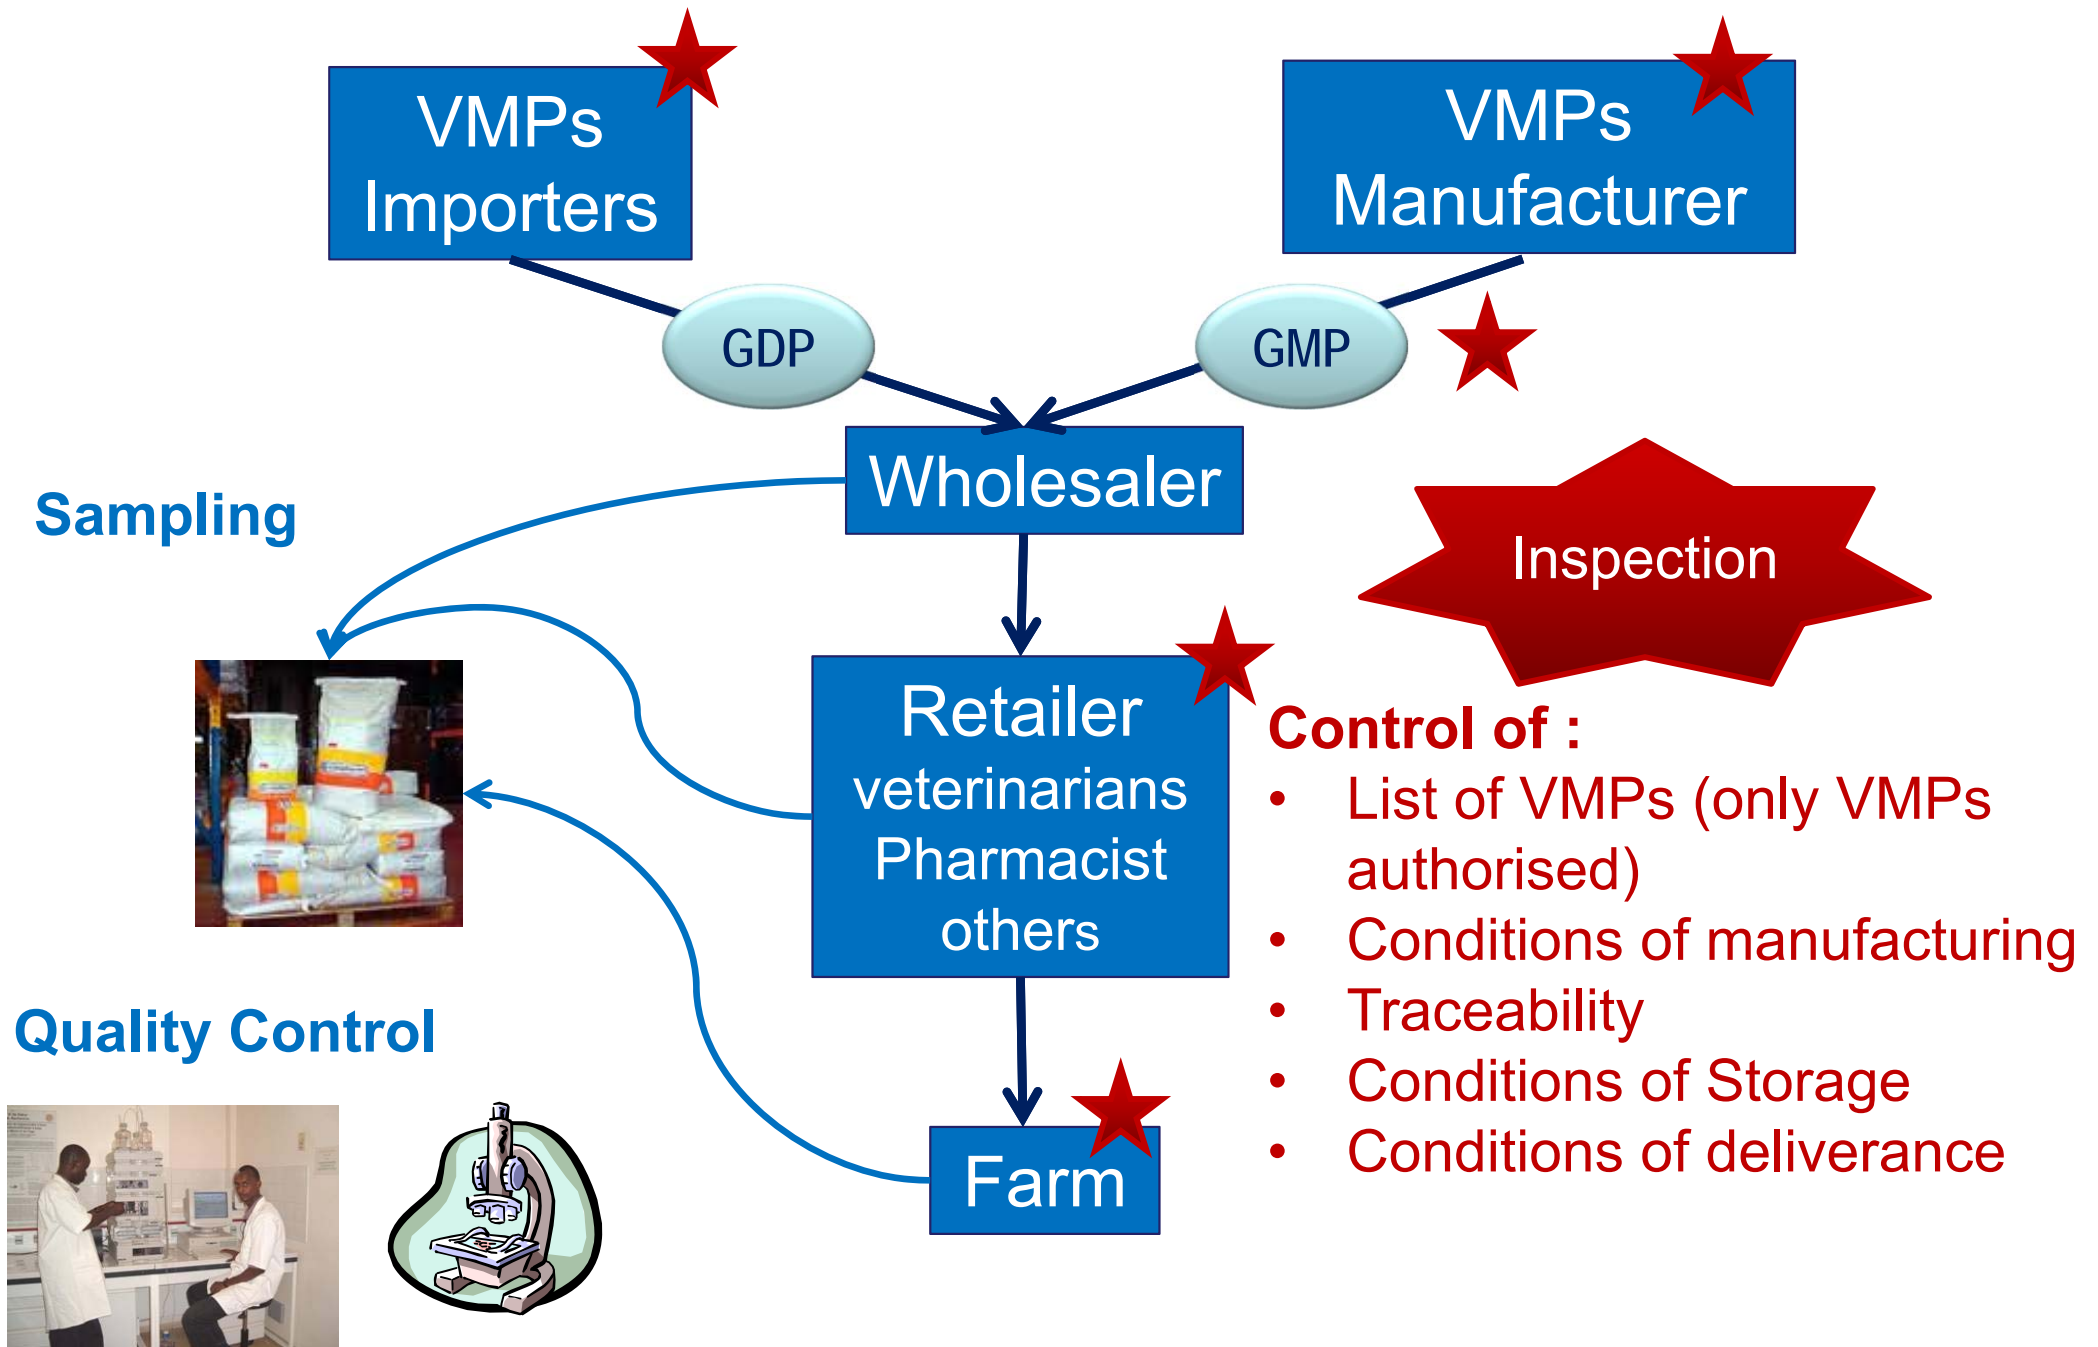 VMPs
Importers
VMPs
Manufacturer
GDP
GMP
Wholesaler
Sampling
Inspection
Retailer
veterinarians
Pharmacist
others
Control of :
• List of VMPs (only VMPs
authorised)
• Conditions of manufacturing
• Traceability
• Conditions of Storage
• Conditions of deliverance
Quality Control
Farm